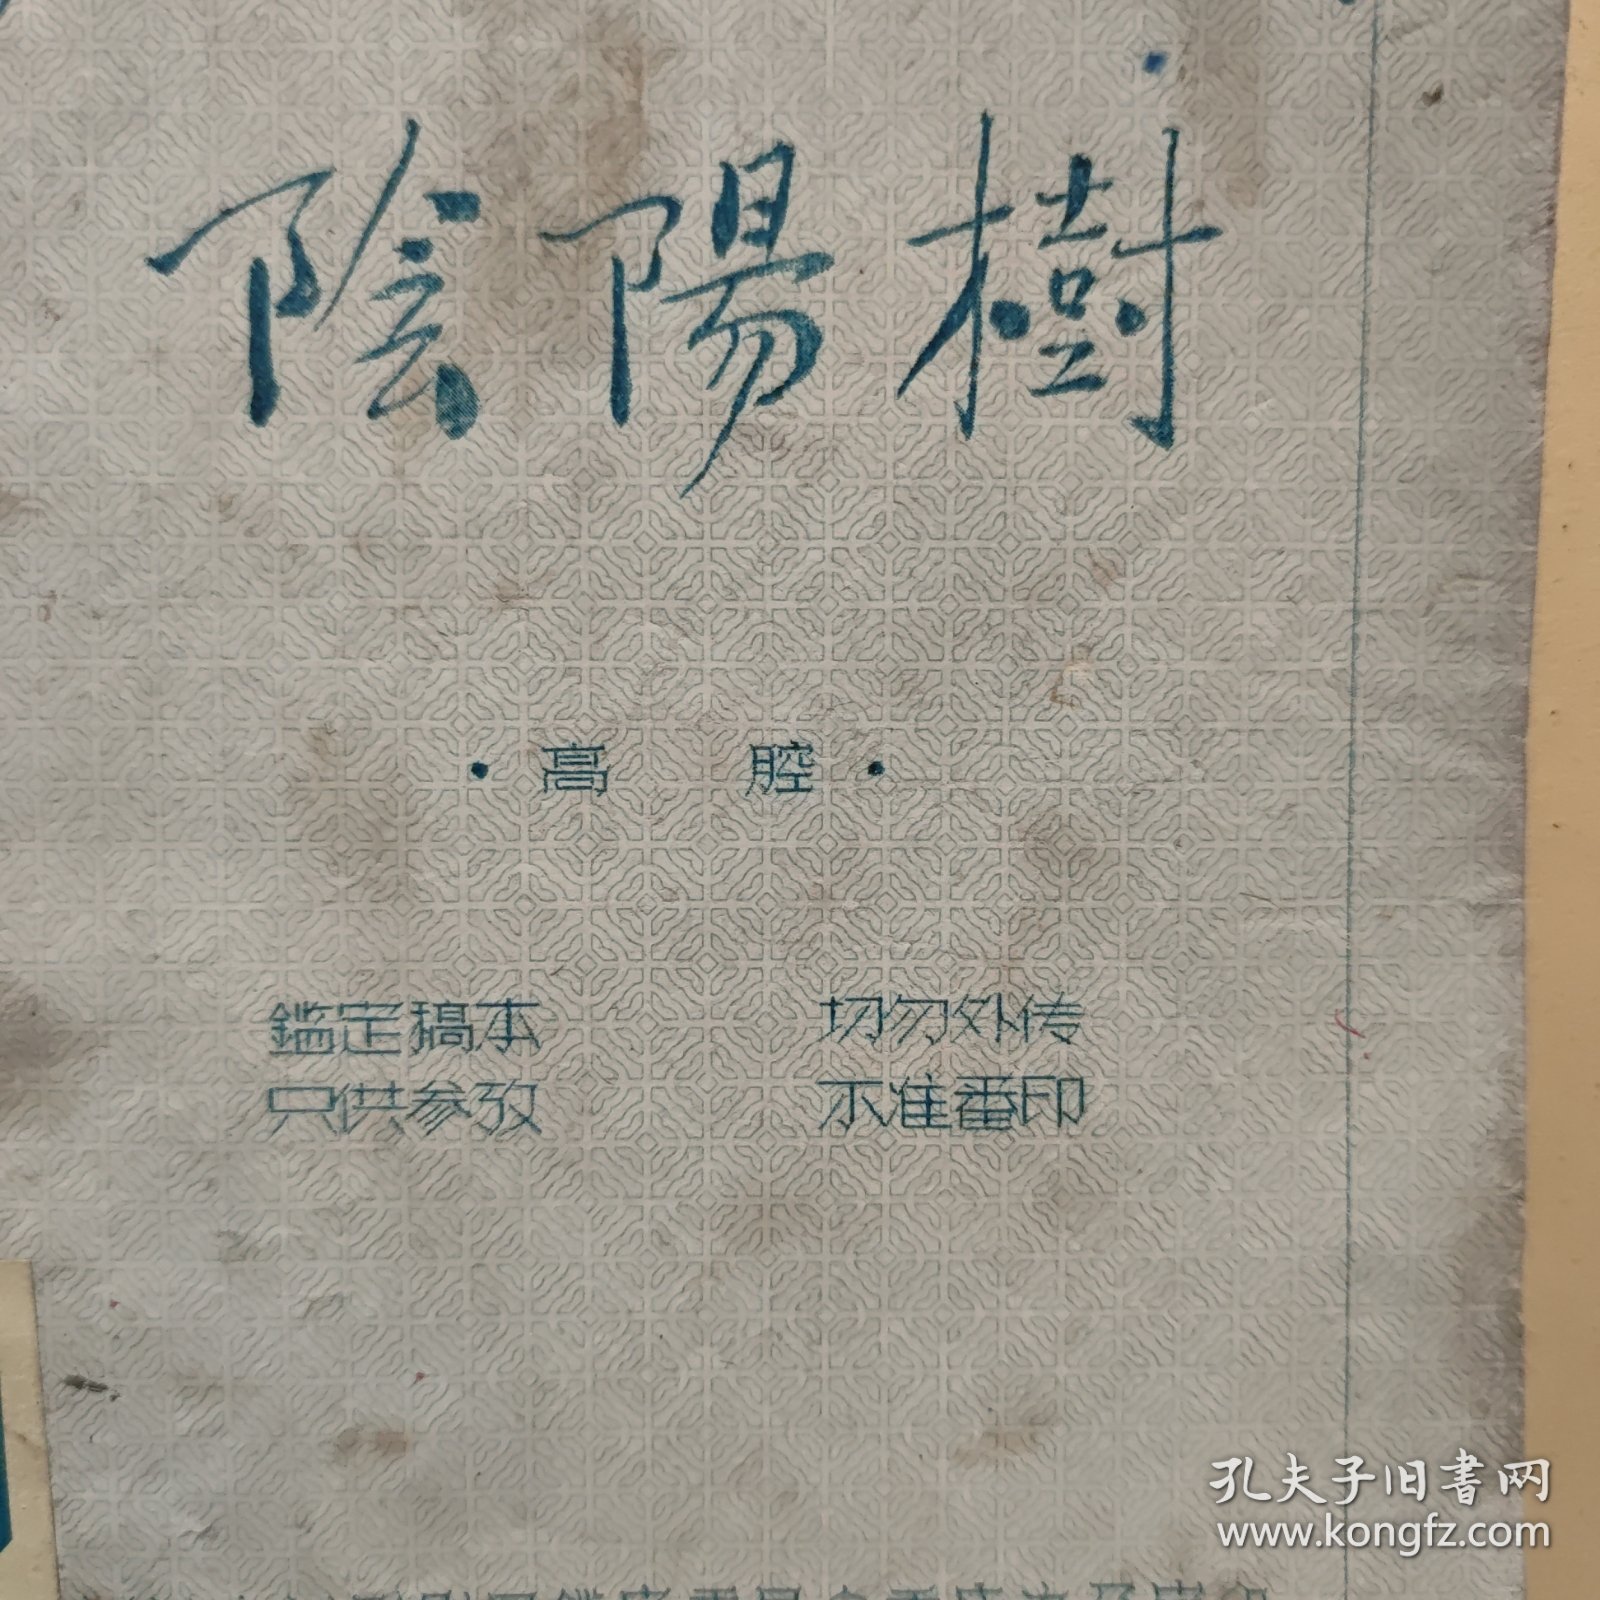 陰陽樹
·高腔·
鑑定稿本 切勿外传
只供参攷 不准番印
孔夫子旧书网
www.kongfz.com